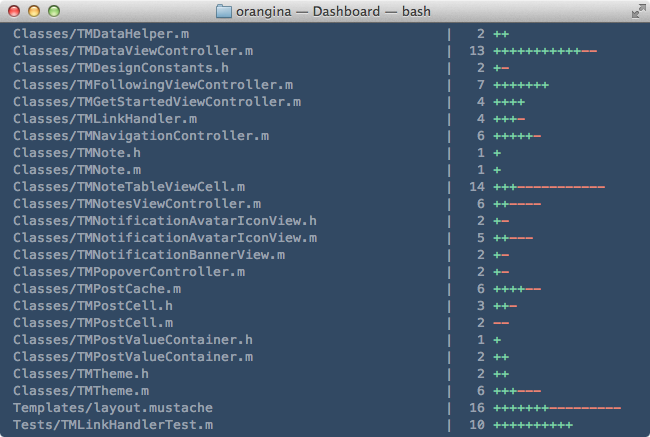 orangina — Dashboard — bash
Classes/TMDataHelper.m | 2 ++
Classes/TMDataViewController.m | 13 +++++++++++--
Classes/TMDesignConstants.h | 2 +-
Classes/TMFollowingViewController.m | 7 +++++++
Classes/TMGetStartedViewController.m | 4 ++++
Classes/TMLinkHandler.m | 4 +++-
Classes/TMNavigationController.m | 6 +++++-
Classes/TMNote.h | 1 +
Classes/TMNote.m | 1 +
Classes/TMNoteTableViewCell.m | 14 +++-----------
Classes/TMNotesViewController.m | 6 ++----
Classes/TMNotificationAvatarIconView.h | 2 +-
Classes/TMNotificationAvatarIconView.m | 5 ++---
Classes/TMNotificationBannerView.m | 2 +-
Classes/TMPopoverController.m | 2 +-
Classes/TMPostCache.m | 6 ++++--
Classes/TMPostCell.h | 3 ++-
Classes/TMPostCell.m | 2 --
Classes/TMPostValueContainer.h | 1 +
Classes/TMPostValueContainer.m | 2 ++
Classes/TMTheme.h | 2 ++
Classes/TMTheme.m | 6 +++---
Templates/layout.mustache | 16 +++++++---------
Tests/TMLinkHandlerTest.m | 10 ++++++++++